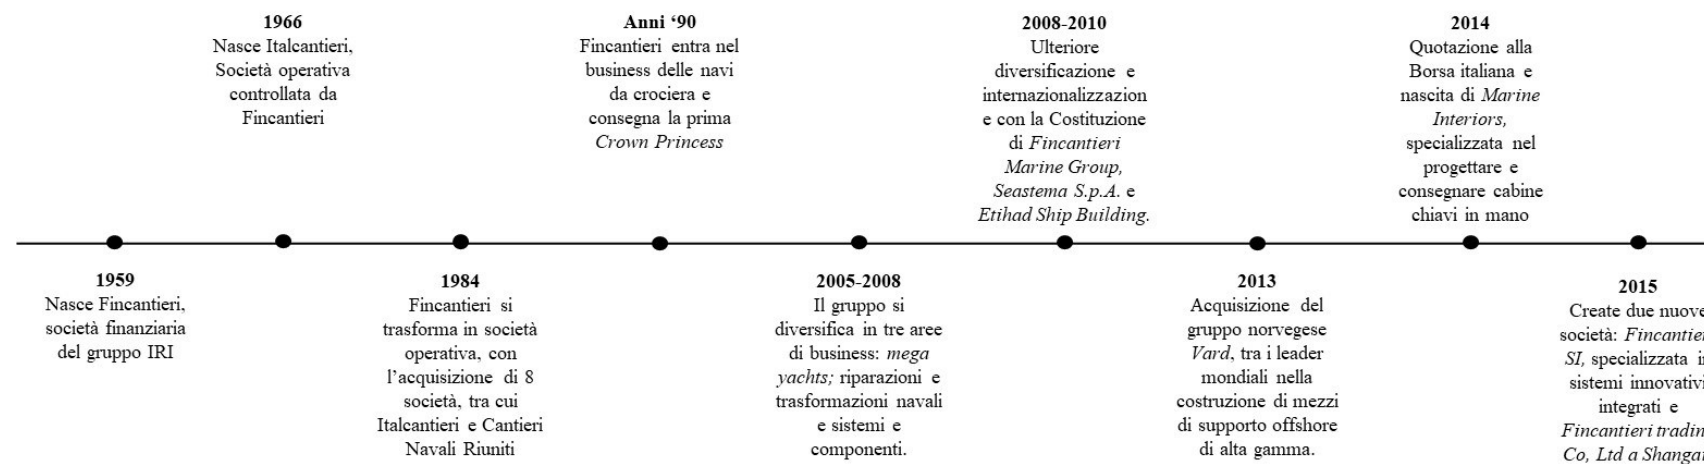 1959
Nasce Fincantieri,
società finanziaria
del gruppo IRI
1966
Nasce Italcantieri,
Società operativa
controllata da
Fincantieri
1984
Fincantieri si
trasforma in società
operativa, con
l’acquisizione di 8
società, tra cui
Italcantieri e Cantieri
Navali Riuniti
Anni ‘90
Fincantieri entra nel
business delle navi
da crociera e
consegna la prima
Crown Princess
2005-2008
Il gruppo si
diversifica in tre aree
di business: mega
yachts; riparazioni e
trasformazioni navali
e sistemi e
componenti.
2008-2010
Ulteriore
diversificazione e
internazionalizzazion
e con la Costituzione
di Fincantieri
Marine Group,
Seastema S.p.A. e
Etihad Ship Building.
2013
Acquisizione del
gruppo norvegese
Vard, tra i leader
mondiali nella
costruzione di mezzi
di supporto offshore
di alta gamma.
2014
Quotazione alla
Borsa italiana e
nascita di Marine
Interiors,
specializzata nel
progettare e
consegnare cabine
chiavi in mano
2015
Create due nuove
società: Fincantier
SI, specializzata in
sistemi innovativi
integrati e
Fincantieri tradin
Co, Ltd a Shanga